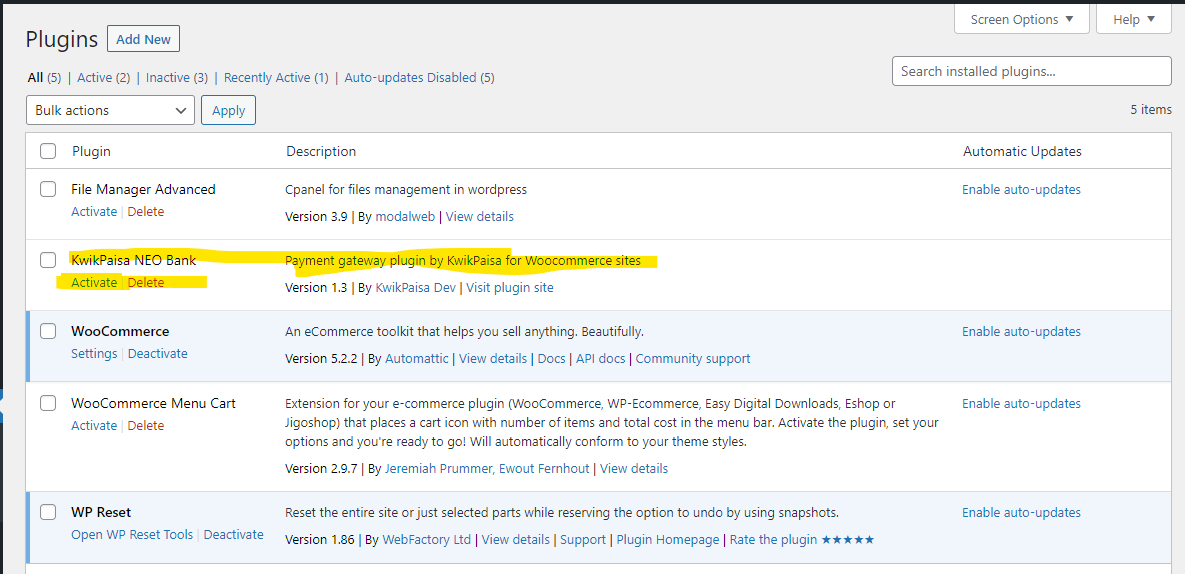 Screen Options ▼ Help ▼
Plugins Add New
All (5) | Active (2) | Inactive (3) | Recently Active (1) | Auto-updates Disabled (5)
Search installed plugins...
Bulk actions Apply
5 items
Plugin Description Automatic Updates
File Manager Advanced Cpanel for files management in wordpress Enable auto-updates
Activate | Delete Version 3.9 | By modalweb | View details
KwikPaisa NEO Bank Payment gateway plugin by KwikPaisa for Woocommerce sites
Activate | Delete Version 1.3 | By KwikPaisa Dev | Visit plugin site
WooCommerce An eCommerce toolkit that helps you sell anything. Beautifully. Enable auto-updates
Settings | Deactivate Version 5.2.2 | By Automattic | View details | Docs | API docs | Community support
WooCommerce Menu Cart Extension for your e-commerce plugin (WooCommerce, WP-Ecommerce, Easy Digital Downloads, Eshop or Enable auto-updates
Activate | Delete Jigoshop) that places a cart icon with number of items and total cost in the menu bar. Activate the plugin, set your
options and you're ready to go! Will automatically conform to your theme styles.
Version 2.9.7 | By Jeremiah Prummer, Ewout Fernhout | View details
WP Reset Reset the entire site or just selected parts while reserving the option to undo by using snapshots. Enable auto-updates
Open WP Reset Tools | Deactivate Version 1.86 | By WebFactory Ltd | View details | Support | Plugin Homepage | Rate the plugin ★★★★★